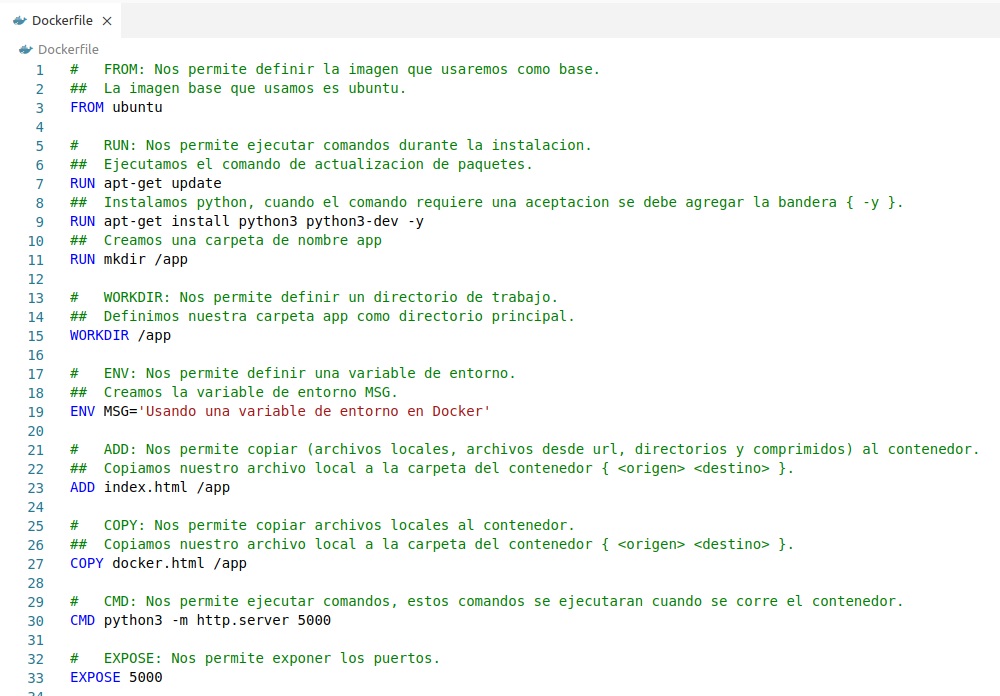 Dockerfile
Dockerfile
1 #   FROM: Nos permite definir la imagen que usaremos como base.
2 ##  La imagen base que usamos es ubuntu.
3 FROM ubuntu
4
5 #   RUN: Nos permite ejecutar comandos durante la instalacion.
6 ##  Ejecutamos el comando de actualizacion de paquetes.
7 RUN apt-get update
8 ##  Instalamos python, cuando el comando requiere una aceptacion se debe agregar la bandera { -y }.
9 RUN apt-get install python3 python3-dev -y
10 ##  Creamos una carpeta de nombre app
11 RUN mkdir /app
12
13 #   WORKDIR: Nos permite definir un directorio de trabajo.
14 ##  Definimos nuestra carpeta app como directorio principal.
15 WORKDIR /app
16
17 #   ENV: Nos permite definir una variable de entorno.
18 ##  Creamos la variable de entorno MSG.
19 ENV MSG='Usando una variable de entorno en Docker'
20
21 #   ADD: Nos permite copiar (archivos locales, archivos desde url, directorios y comprimidos) al contenedor.
22 ##  Copiamos nuestro archivo local a la carpeta del contenedor { <origen> <destino> }.
23 ADD index.html /app
24
25 #   COPY: Nos permite copiar archivos locales al contenedor.
26 ##  Copiamos nuestro archivo local a la carpeta del contenedor { <origen> <destino> }.
27 COPY docker.html /app
28
29 #   CMD: Nos permite ejecutar comandos, estos comandos se ejecutaran cuando se corre el contenedor.
30 CMD python3 -m http.server 5000
31
32 #   EXPOSE: Nos permite exponer los puertos.
33 EXPOSE 5000
34